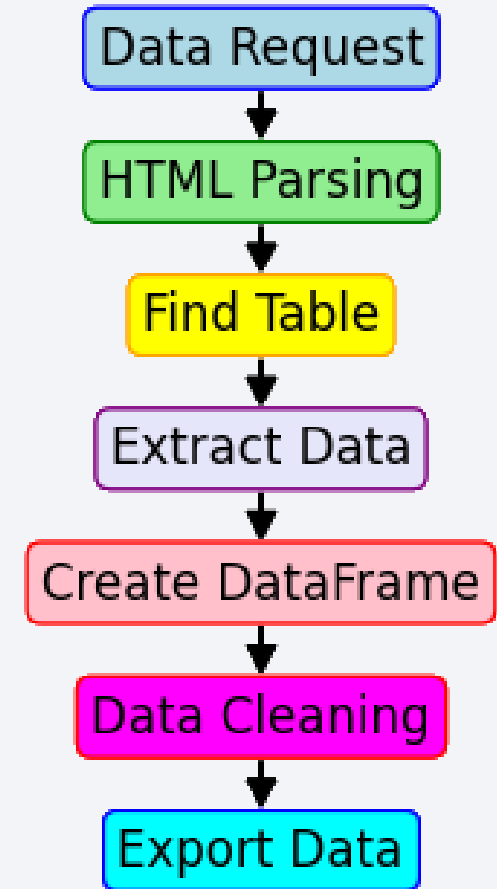 Data Request
HTML Parsing
Find Table
Extract Data
Create DataFrame
Data Cleaning
Export Data